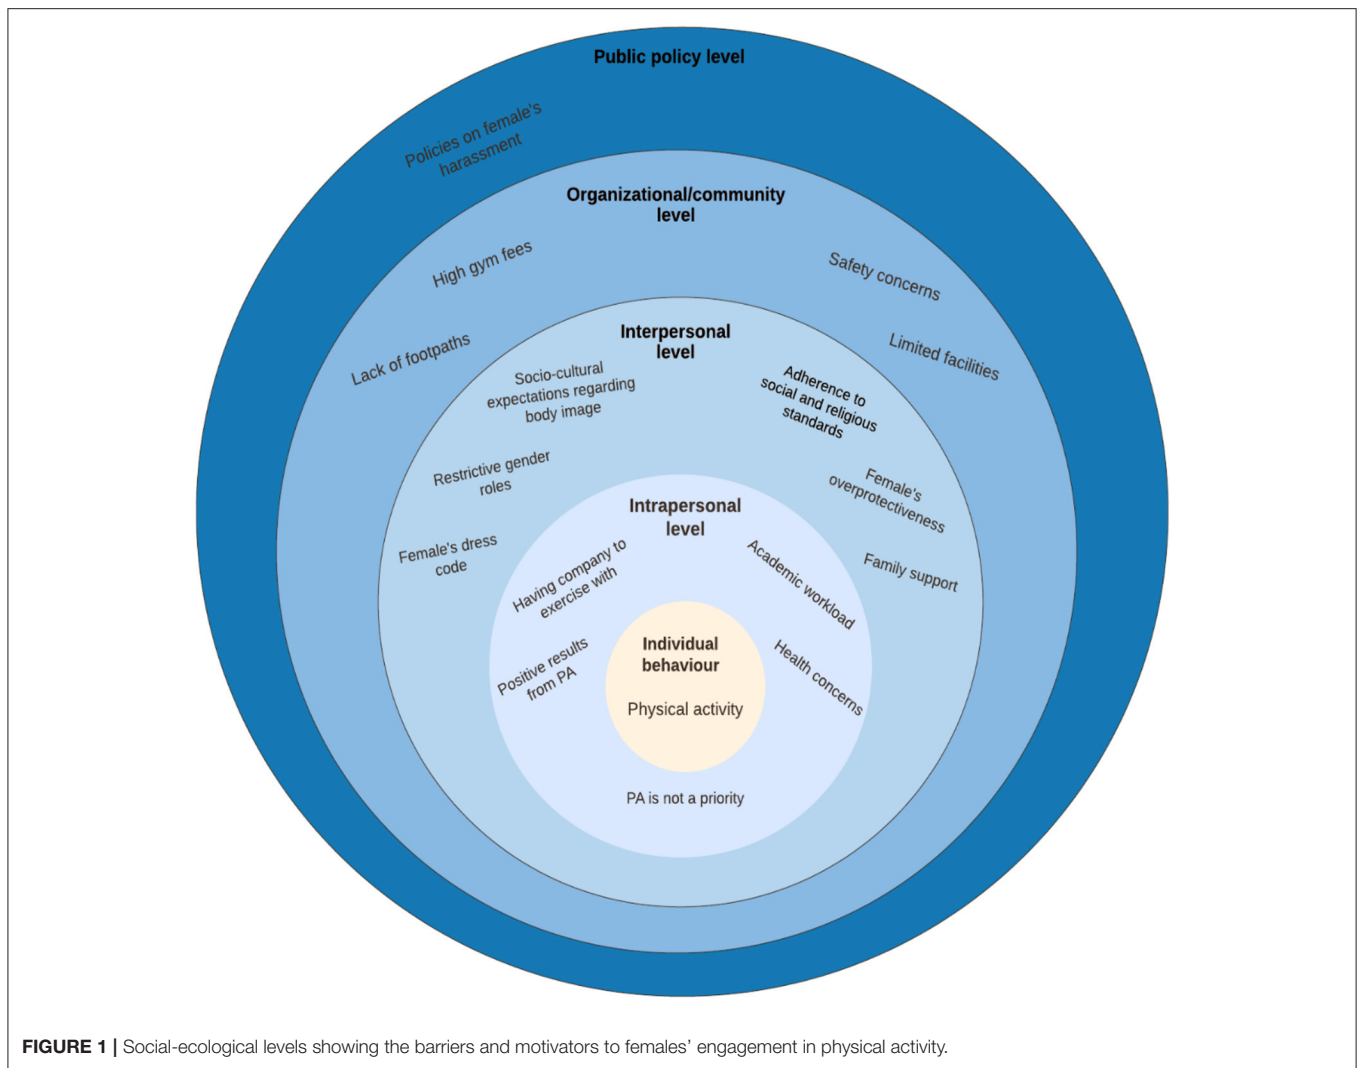 Public policy level
Policies on female's
harassment
Organizational/community
level
High gym fees
Safety concerns
Lack of footpaths
Limited facilities
Interpersonal
level
Socio-cultural
expectations regarding
body image
Adherence to
social and religious
standards
Restrictive gender
roles
Female's
overprotectiveness
Female's dress
code
Family support
Intrapersonal
level
Having company to
exercise with
Academic workload
Positive results
from PA
Health concerns
Individual
behaviour
Physical activity
PA is not a priority
FIGURE 1 | Social-ecological levels showing the barriers and motivators to females' engagement in physical activity.